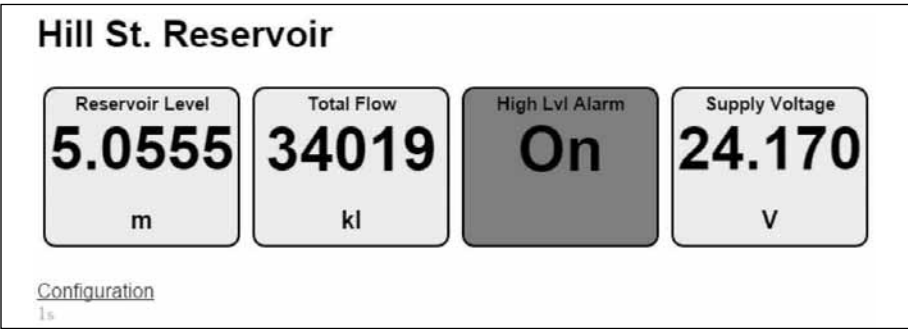 Hill St. Reservoir
Reservoir Level
5.0555
m
Total Flow
34019
kl
High Lvl Alarm
On
Supply Voltage
24.170
V
Configuration
1s